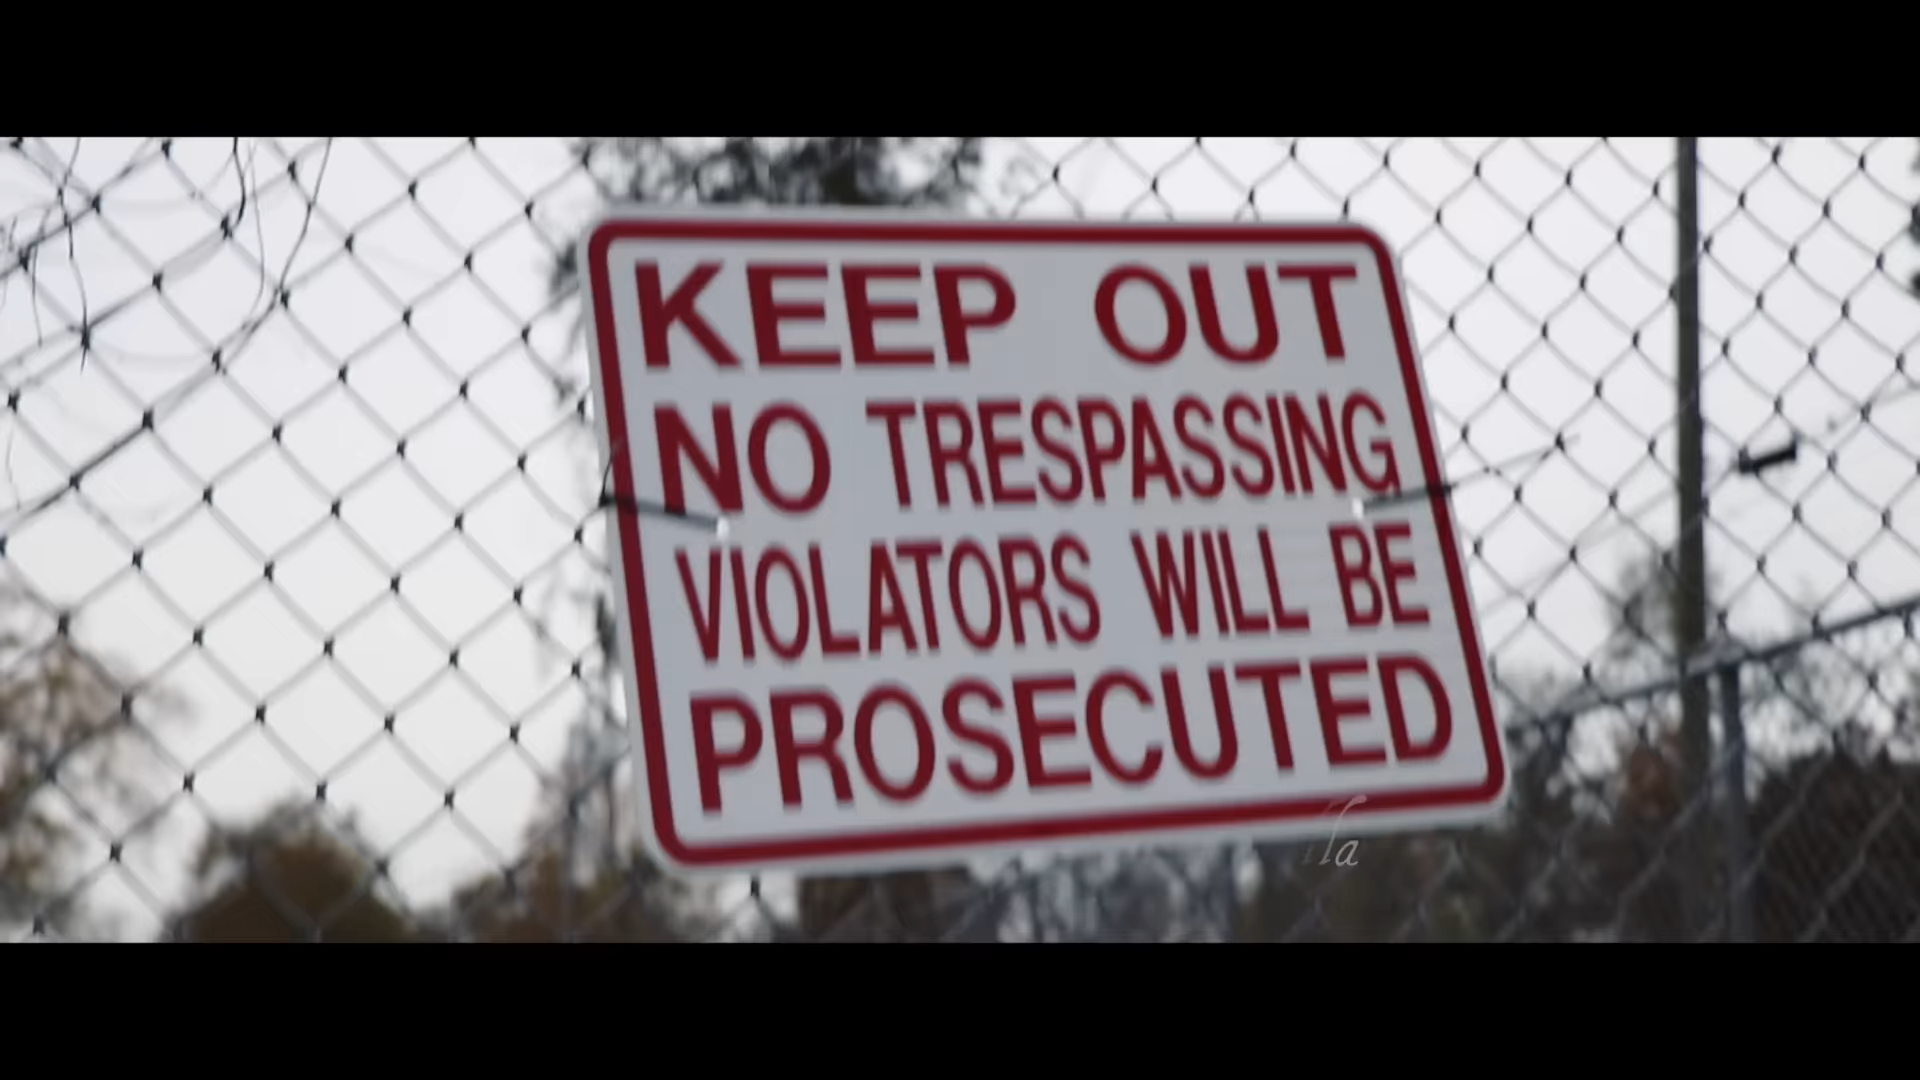 KEEP OUT
NO TRESPASSING
VIOLATORS WILL BE
PROSECUTED